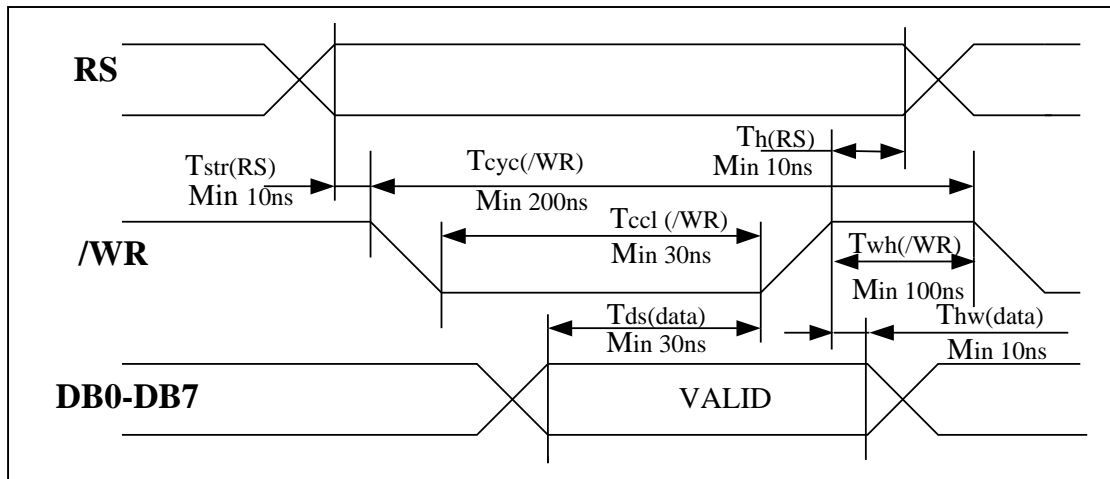 RS
Th(RS)
Min 10ns
Tstr(RS)
Min 10ns
Tcyc(/WR)
Min 200ns
/WR
Tccl (/WR)
Min 30ns
Twh(/WR)
Min 100ns
Tds(data)
Min 30ns
Thw(data)
Min 10ns
DB0-DB7
VALID